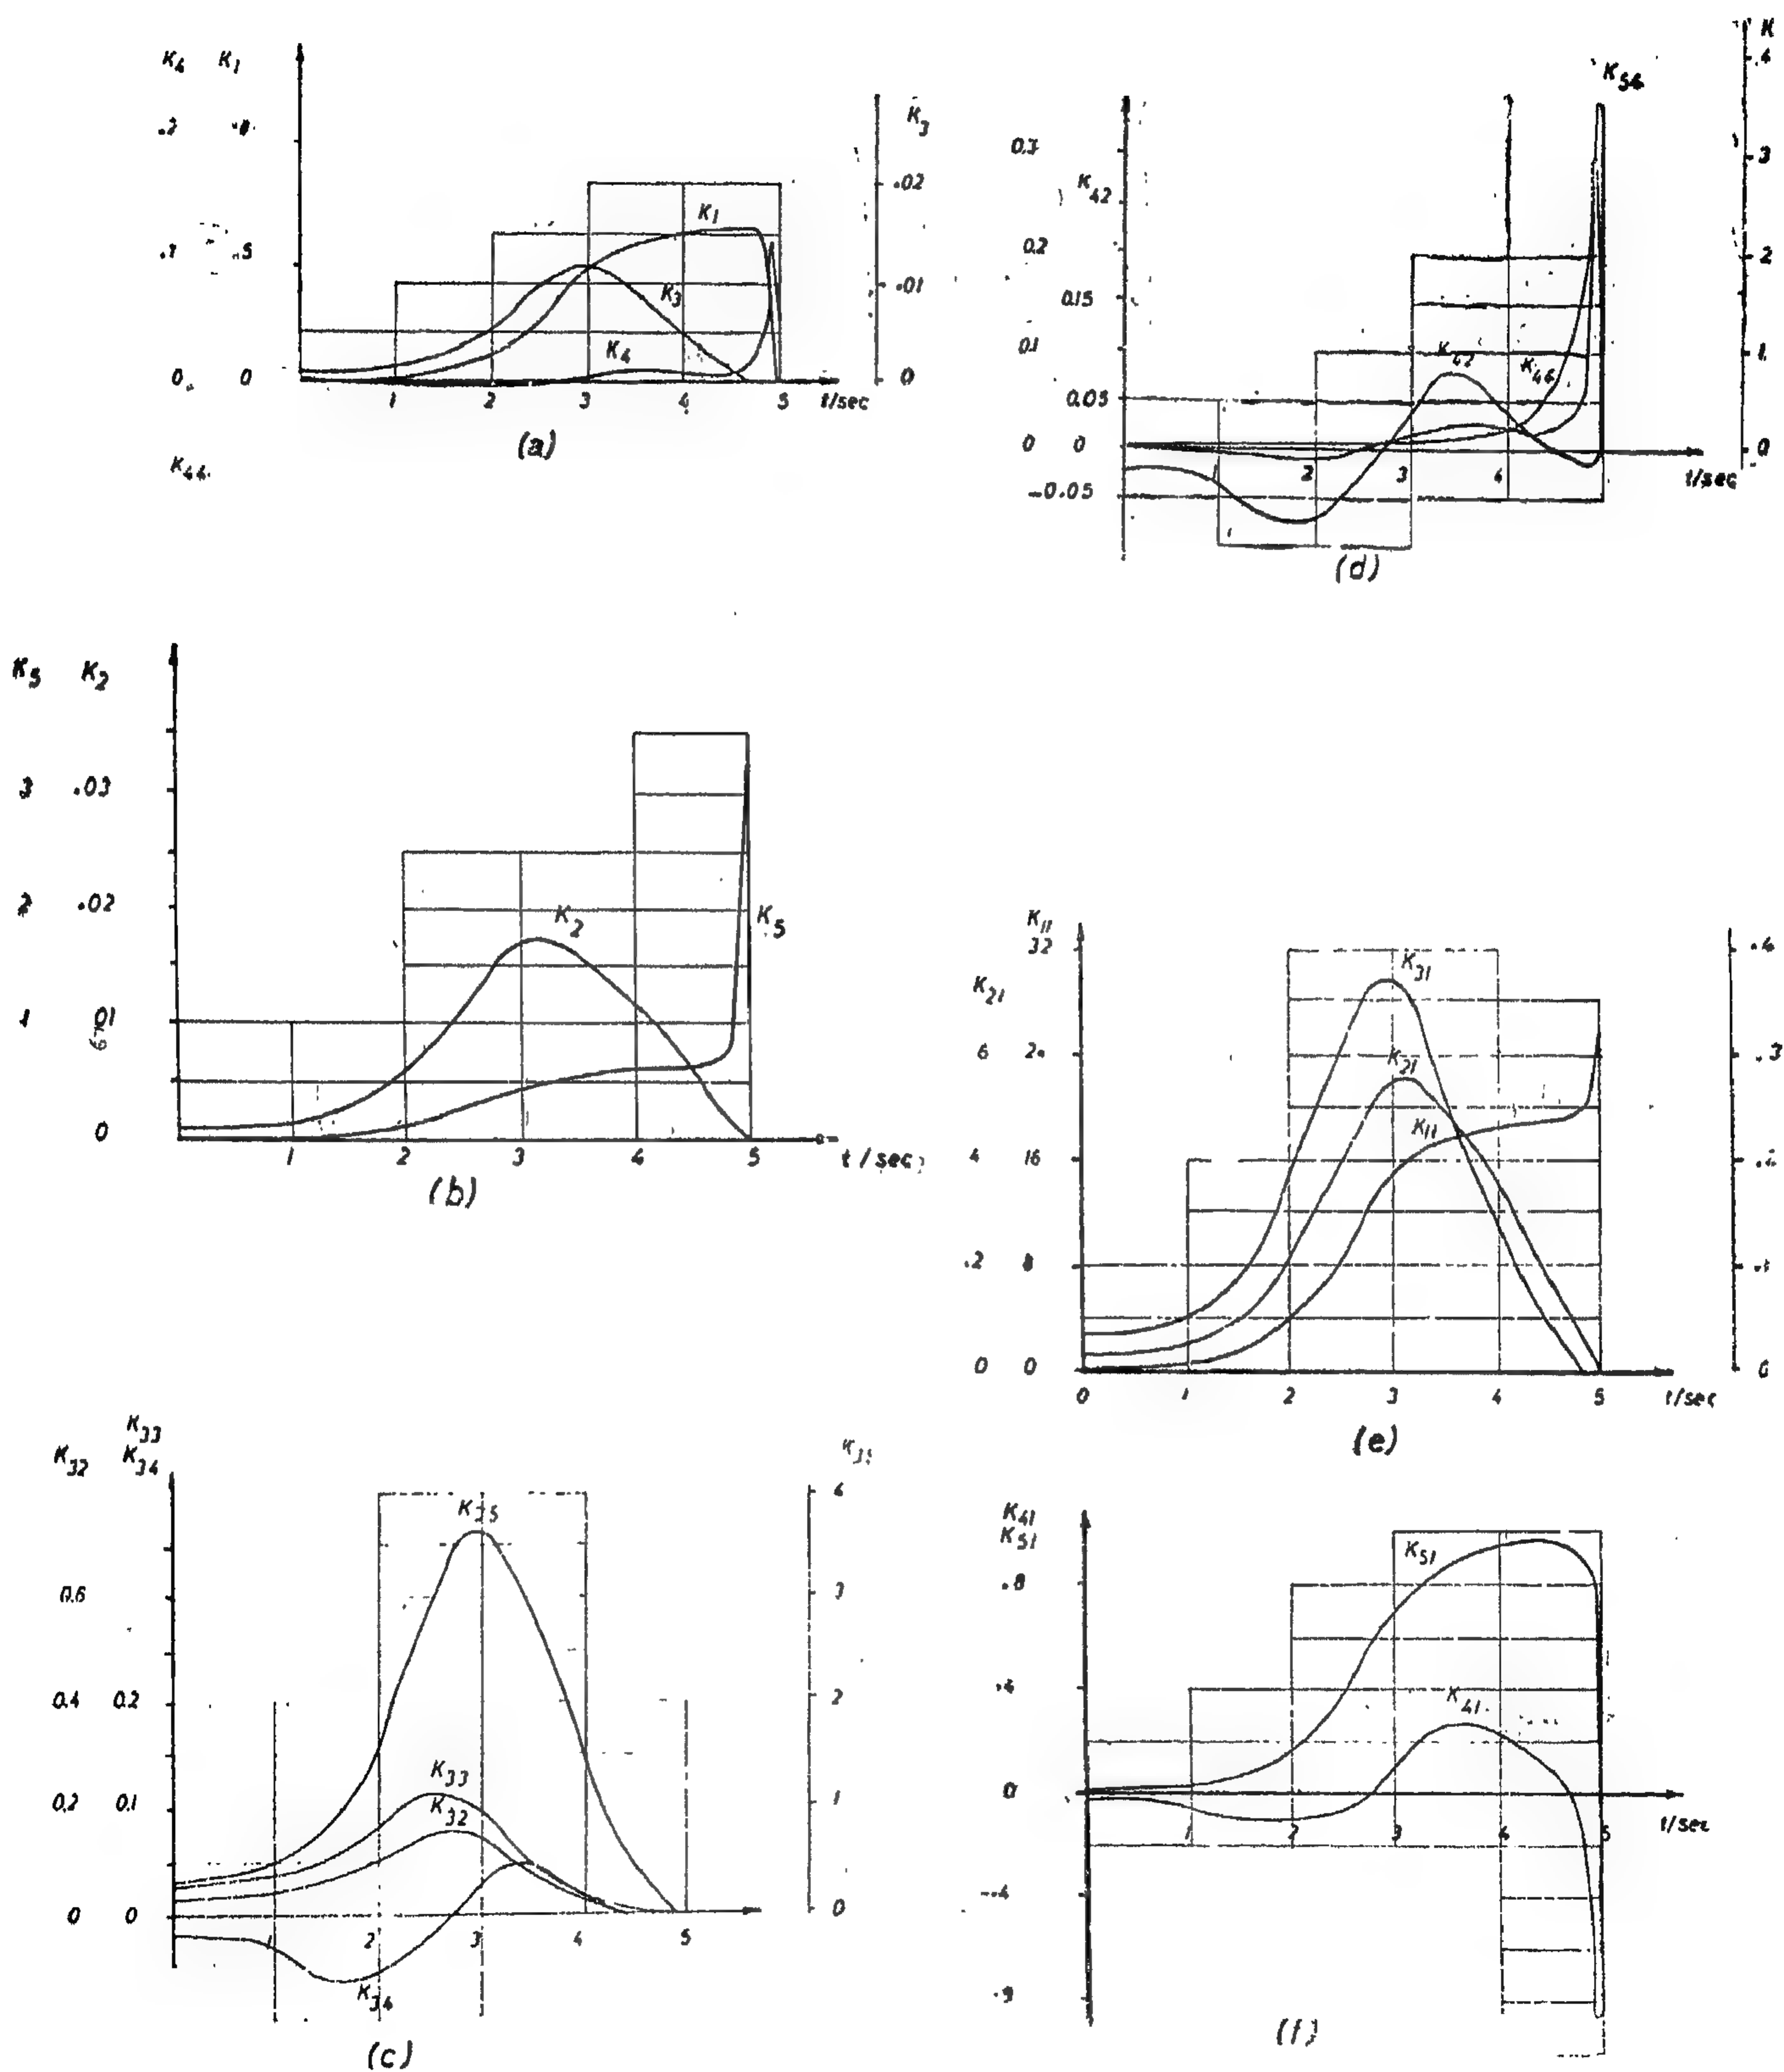 K4 K1
K3
.2
.1 .5
0 0
.02
.01
0
K1
K3
K4
1 2 3 4 5 t/sec
(a)
K44
K54
K
.4
3
2
1
0
0.3
K42
0.2
0.15
0.1
0.05
0 0
-0.05
K42
K44
1 2 3 4 t/sec
(d)
K5 K2
3 .03
2 .02
1 .01
0
K2
K5
1 2 3 4 5 t/sec
(b)
K11
32
K21
6
4 16
.2 8
0 0
.4
.3
0
K31
K21
K11
0 1 2 3 4 5 t/sec
(e)
K33
K32 K34
0.6
0.4 0.2
0.2 0.1
0 0
4
3
2
1
0
K35
K33
K32
K34
1 2 3 4 5
(c)
K41
K51
.8
.4
0
-.4
K51
K41
1 2 3 4 5 t/sec
(f)